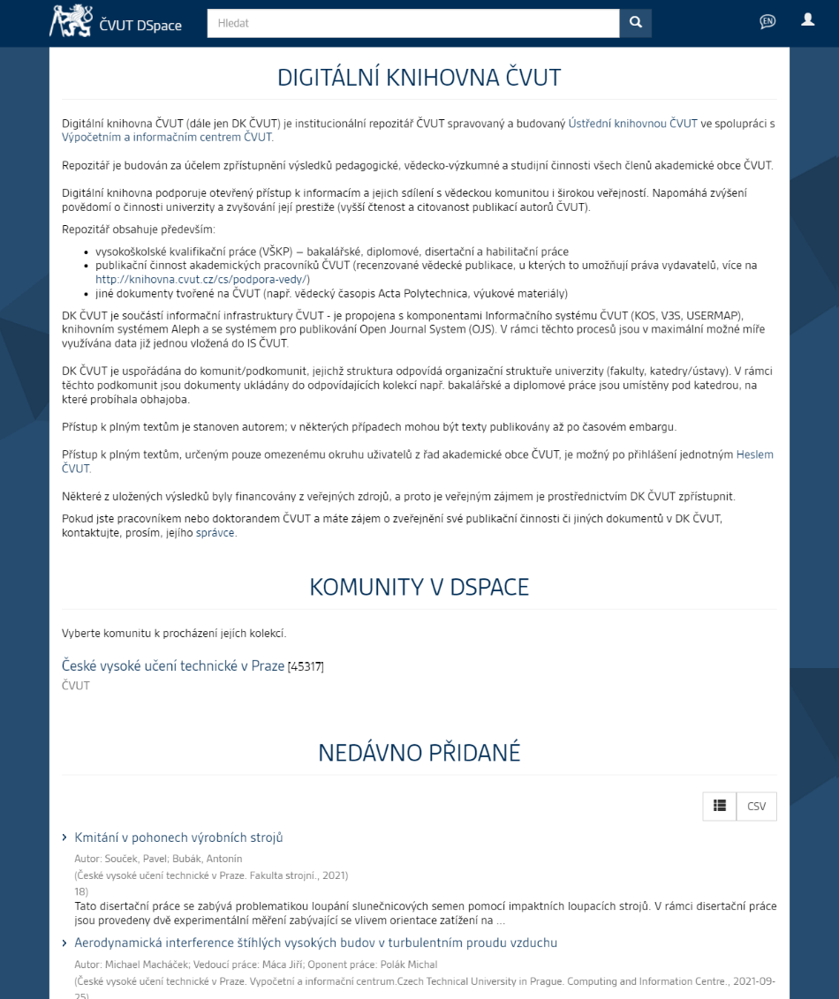 ČVUT DSpace
Hledat
EN
DIGITÁLNÍ KNIHOVNA ČVUT
Digitální knihovna ČVUT (dále jen DK ČVUT) je institucionální repozitář ČVUT spravovaný a budovaný Ústřední knihovnou ČVUT ve spolupráci s
Výpočetním a informačním centrem ČVUT.
Repozitář je budován za účelem zpřístupnění výsledků pedagogické, vědecko-výzkumné a studijní činnosti všech členů akademické obce ČVUT.
Digitální knihovna podporuje otevřený přístup k informacím a jejich sdílení s vědeckou komunitou i širokou veřejností. Napomáhá zvýšení
povědomí o činnosti univerzity a zvyšování její prestiže (vyšší čtenost a citovanost publikací autorů ČVUT).
Repozitář obsahuje především:
• vysokoškolské kvalifikační práce (VŠKP) – bakalářské, diplomové, disertační a habilitační práce
• publikační činnost akademických pracovníků ČVUT (recenzované vědecké publikace, u kterých to umožňují práva vydavatelů, více na
http://knihovna.cvut.cz/cs/podpora-vedy/)
• jiné dokumenty tvořené na ČVUT (např. vědecký časopis Acta Polytechnica, výukové materiály)
DK ČVUT je součástí informační infrastruktury ČVUT - je propojena s komponentami Informačního systému ČVUT (KOS, V3S, USERMAP),
knihovním systémem Aleph a se systémem pro publikování Open Journal System (OJS). V rámci těchto procesů jsou v maximální možné míře
využívána data již jednou vložená do IS ČVUT.
DK ČVUT je uspořádána do komunit/podkomunit, jejichž struktura odpovídá organizační struktuře univerzity (fakulty, katedry/ústavy). V rámci
těchto podkomunit jsou dokumenty ukládány do odpovídajících kolekcí např. bakalářské a diplomové práce jsou umístěny pod katedrou, na
které probíhala obhajoba.
Přístup k plným textům je stanoven autorem; v některých případech mohou být texty publikovány až po časovém embargu.
Přístup k plným textům, určeným pouze omezenému okruhu uživatelů z řad akademické obce ČVUT, je možný po přihlášení jednotným Heslem
ČVUT.
Některé z uložených výsledků byly financovány z veřejných zdrojů, a proto je veřejným zájmem je prostřednictvím DK ČVUT zpřístupnit.
Pokud jste pracovníkem nebo doktorandem ČVUT a máte zájem o zveřejnění své publikační činnosti či jiných dokumentů v DK ČVUT,
kontaktujte, prosím, jejího správce.
KOMUNITY V DSPACE
Vyberte komunitu k procházení jejích kolekcí.
České vysoké učení technické v Praze [45317]
ČVUT
NEDÁVNO PŘIDANÉ
CSV
Kmitání v pohonech výrobních strojů
Autor: Souček, Pavel; Bubák, Antonín
(České vysoké učení technické v Praze. Fakulta strojní., 2021)
18)
Tato disertační práce se zabývá problematikou loupání slunečnicových semen pomocí impaktních loupacích strojů. V rámci disertační práce
jsou provedeny dvě experimentální měření zabývající se vlivem orientace zatížení na ...
Aerodynamická interference štíhlých vysokých budov v turbulentním proudu vzduchu
Autor: Michael Macháček; Vedoucí práce: Máca Jiří; Oponent práce: Polák Michal
(České vysoké učení technické v Praze. Vypočetní a informační centrum.Czech Technical University in Prague. Computing and Information Centre., 2021-09-
25)